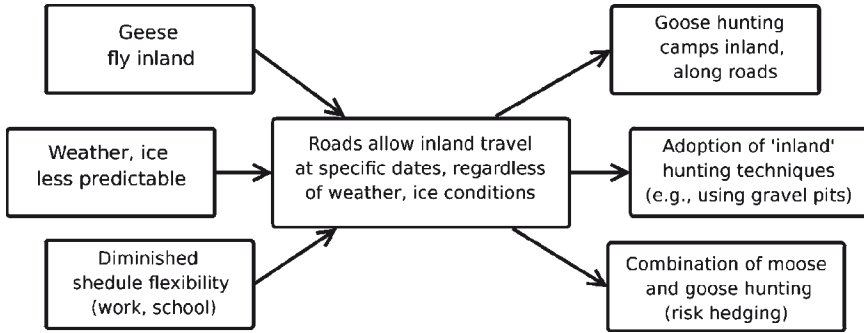 Geese
fly inland
Weather, ice
less predictable
Diminished
shedule flexibility
(work, school)
Roads allow inland travel
at specific dates, regardless
of weather, ice conditions
Goose hunting
camps inland,
along roads
Adoption of 'inland'
hunting techniques
(e.g., using gravel pits)
Combination of moose
and goose hunting
(risk hedging)